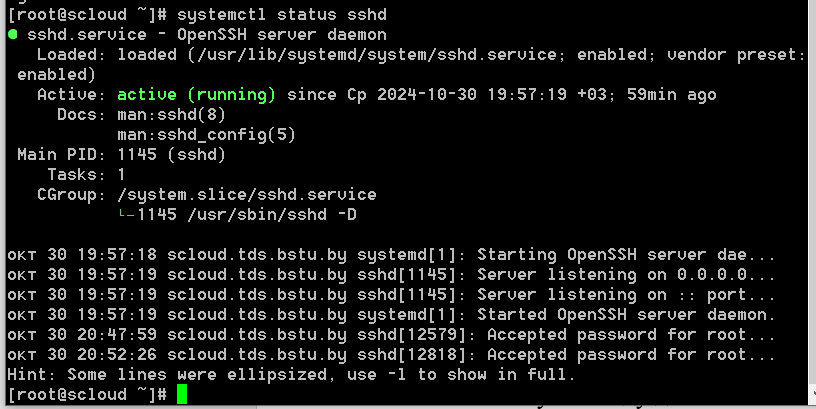 [root@scloud ~]# systemctl status sshd
● sshd.service - OpenSSH server daemon
   Loaded: loaded (/usr/lib/systemd/system/sshd.service; enabled; vendor preset:
 enabled)
   Active: active (running) since Ср 2024-10-30 19:57:19 +03; 59min ago
     Docs: man:sshd(8)
           man:sshd_config(5)
 Main PID: 1145 (sshd)
    Tasks: 1
   CGroup: /system.slice/sshd.service
           └─1145 /usr/sbin/sshd -D

окт 30 19:57:18 scloud.tds.bstu.by systemd[1]: Starting OpenSSH server dae...
окт 30 19:57:19 scloud.tds.bstu.by sshd[1145]: Server listening on 0.0.0.0...
окт 30 19:57:19 scloud.tds.bstu.by sshd[1145]: Server listening on :: port...
окт 30 19:57:19 scloud.tds.bstu.by systemd[1]: Started OpenSSH server daemon.
окт 30 20:47:59 scloud.tds.bstu.by sshd[12579]: Accepted password for root...
окт 30 20:52:26 scloud.tds.bstu.by sshd[12818]: Accepted password for root...
Hint: Some lines were ellipsized, use -l to show in full.
[root@scloud ~]#